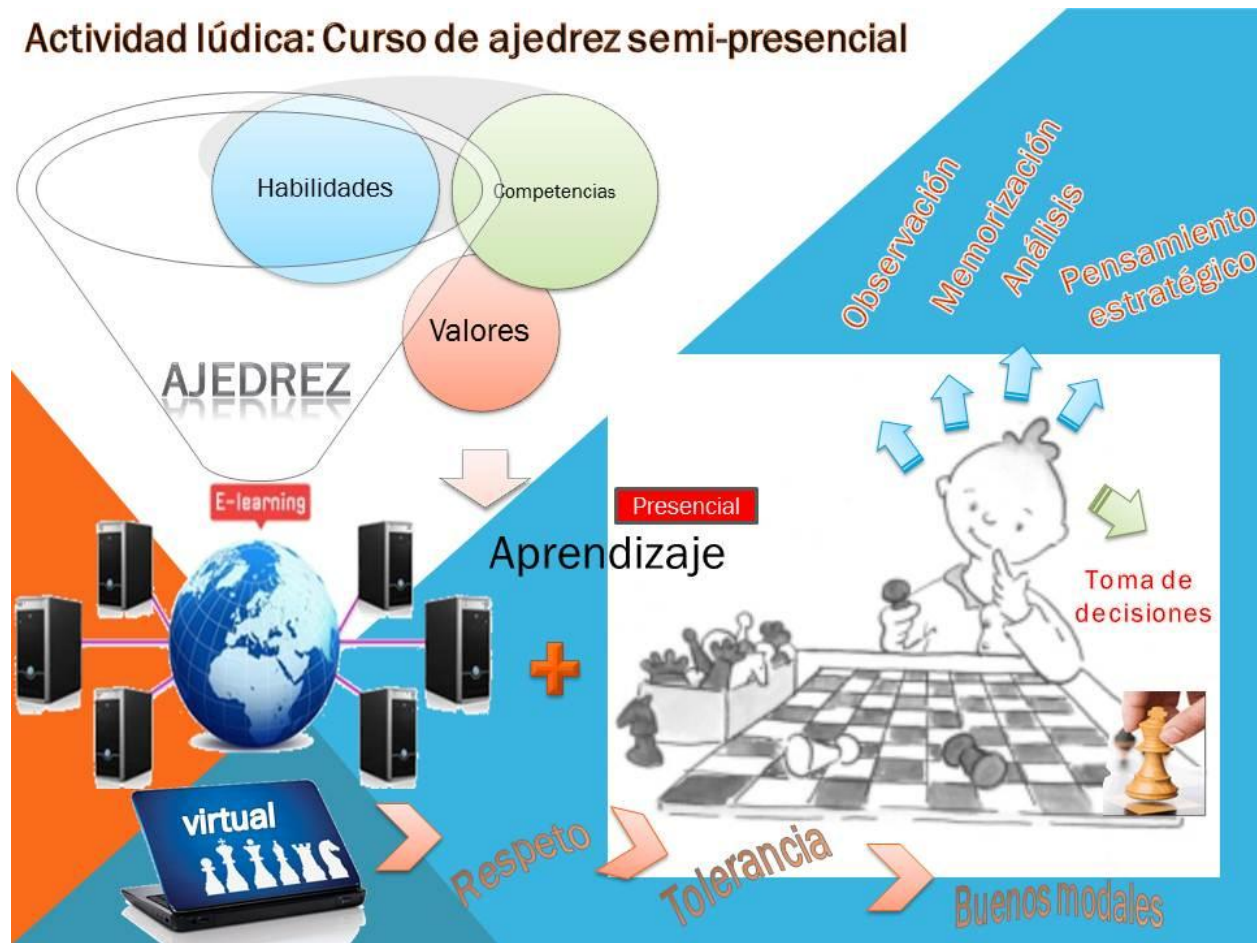 Actividad lúdica: Curso de ajedrez semi-presencial
Habilidades
Competencias
Valores
AJEDREZ
Observación
Memorización
Análisis
Pensamiento
estratégico
E-learning
Presencial
Aprendizaje
Toma de
decisiones
virtual
Respeto
Tolerancia
Buenos modales